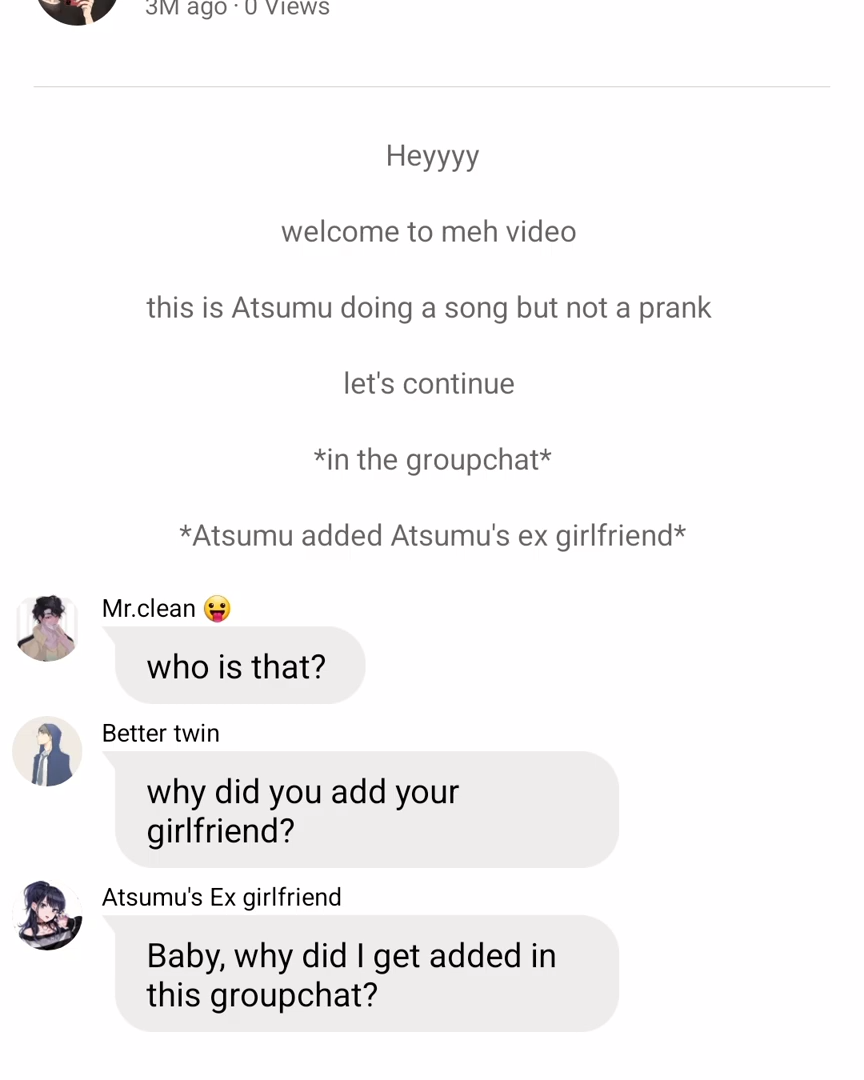 3M ago · 0 Views
Heyyyy
welcome to meh video
this is Atsumu doing a song but not a prank
let's continue
*in the groupchat*
*Atsumu added Atsumu's ex girlfriend*
Mr.clean 😛
who is that?
Better twin
why did you add your
girlfriend?
Atsumu's Ex girlfriend
Baby, why did I get added in
this groupchat?